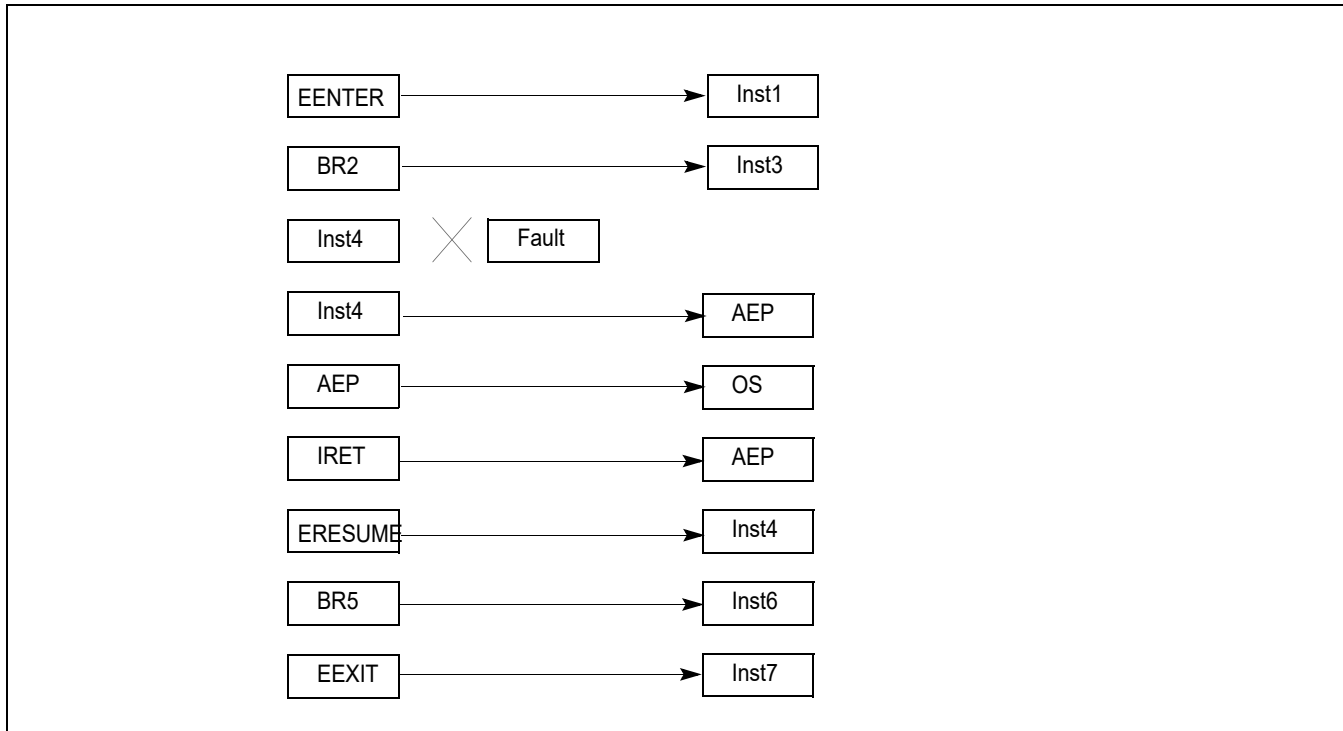 EENTER Inst1
BR2 Inst3
Inst4 Fault
Inst4 AEP
AEP OS
IRET AEP
ERESUME Inst4
BR5 Inst6
EEXIT Inst7